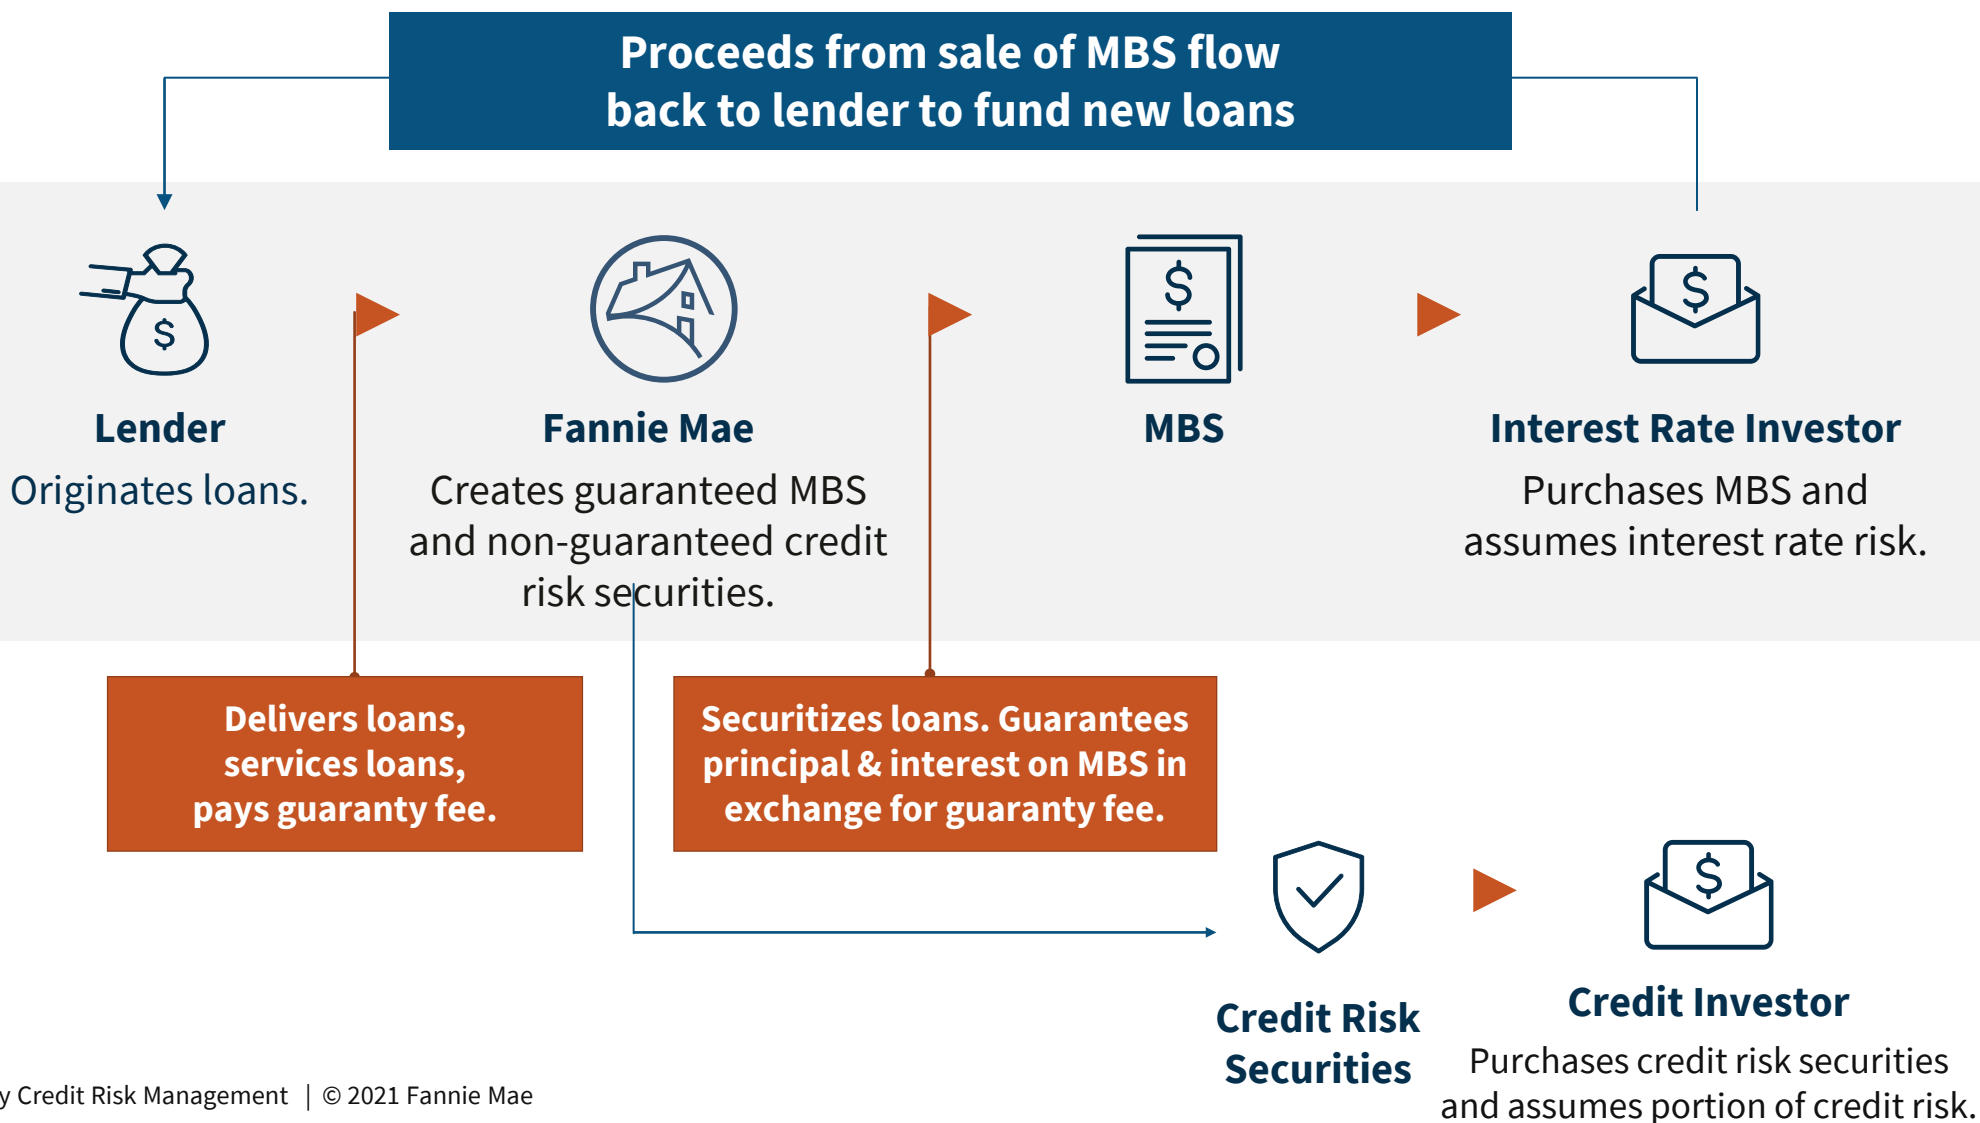 Proceeds from sale of MBS flow
back to lender to fund new loans
$
Lender
Originates loans.
Fannie Mae
Creates guaranteed MBS
and non-guaranteed credit
risk securities.
$
MBS
$
Interest Rate Investor
Purchases MBS and
assumes interest rate risk.
Delivers loans,
services loans,
pays guaranty fee.
Securitizes loans. Guarantees
principal & interest on MBS in
exchange for guaranty fee.
Credit Risk
Securities
$
Credit Investor
Purchases credit risk securities
and assumes portion of credit risk.
y Credit Risk Management | © 2021 Fannie Mae